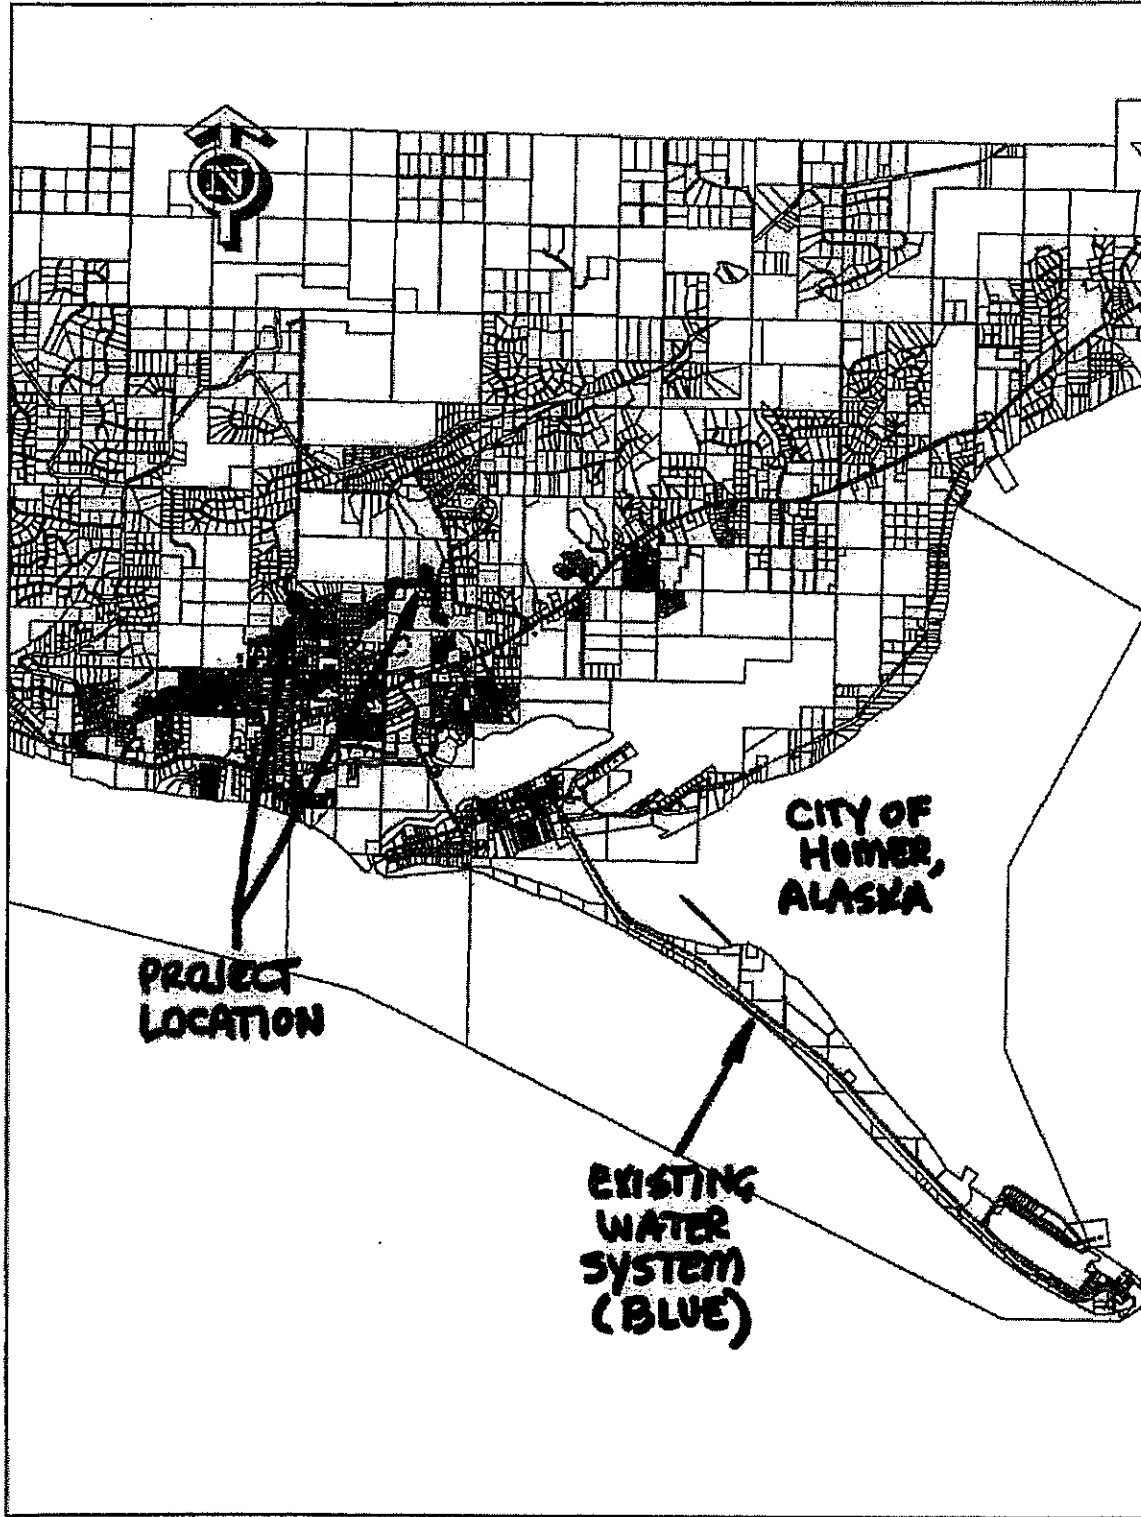 N
CITY OF
HOMER,
ALASKA
PROJECT
LOCATION
EXISTING
WATER
SYSTEM
(BLUE)